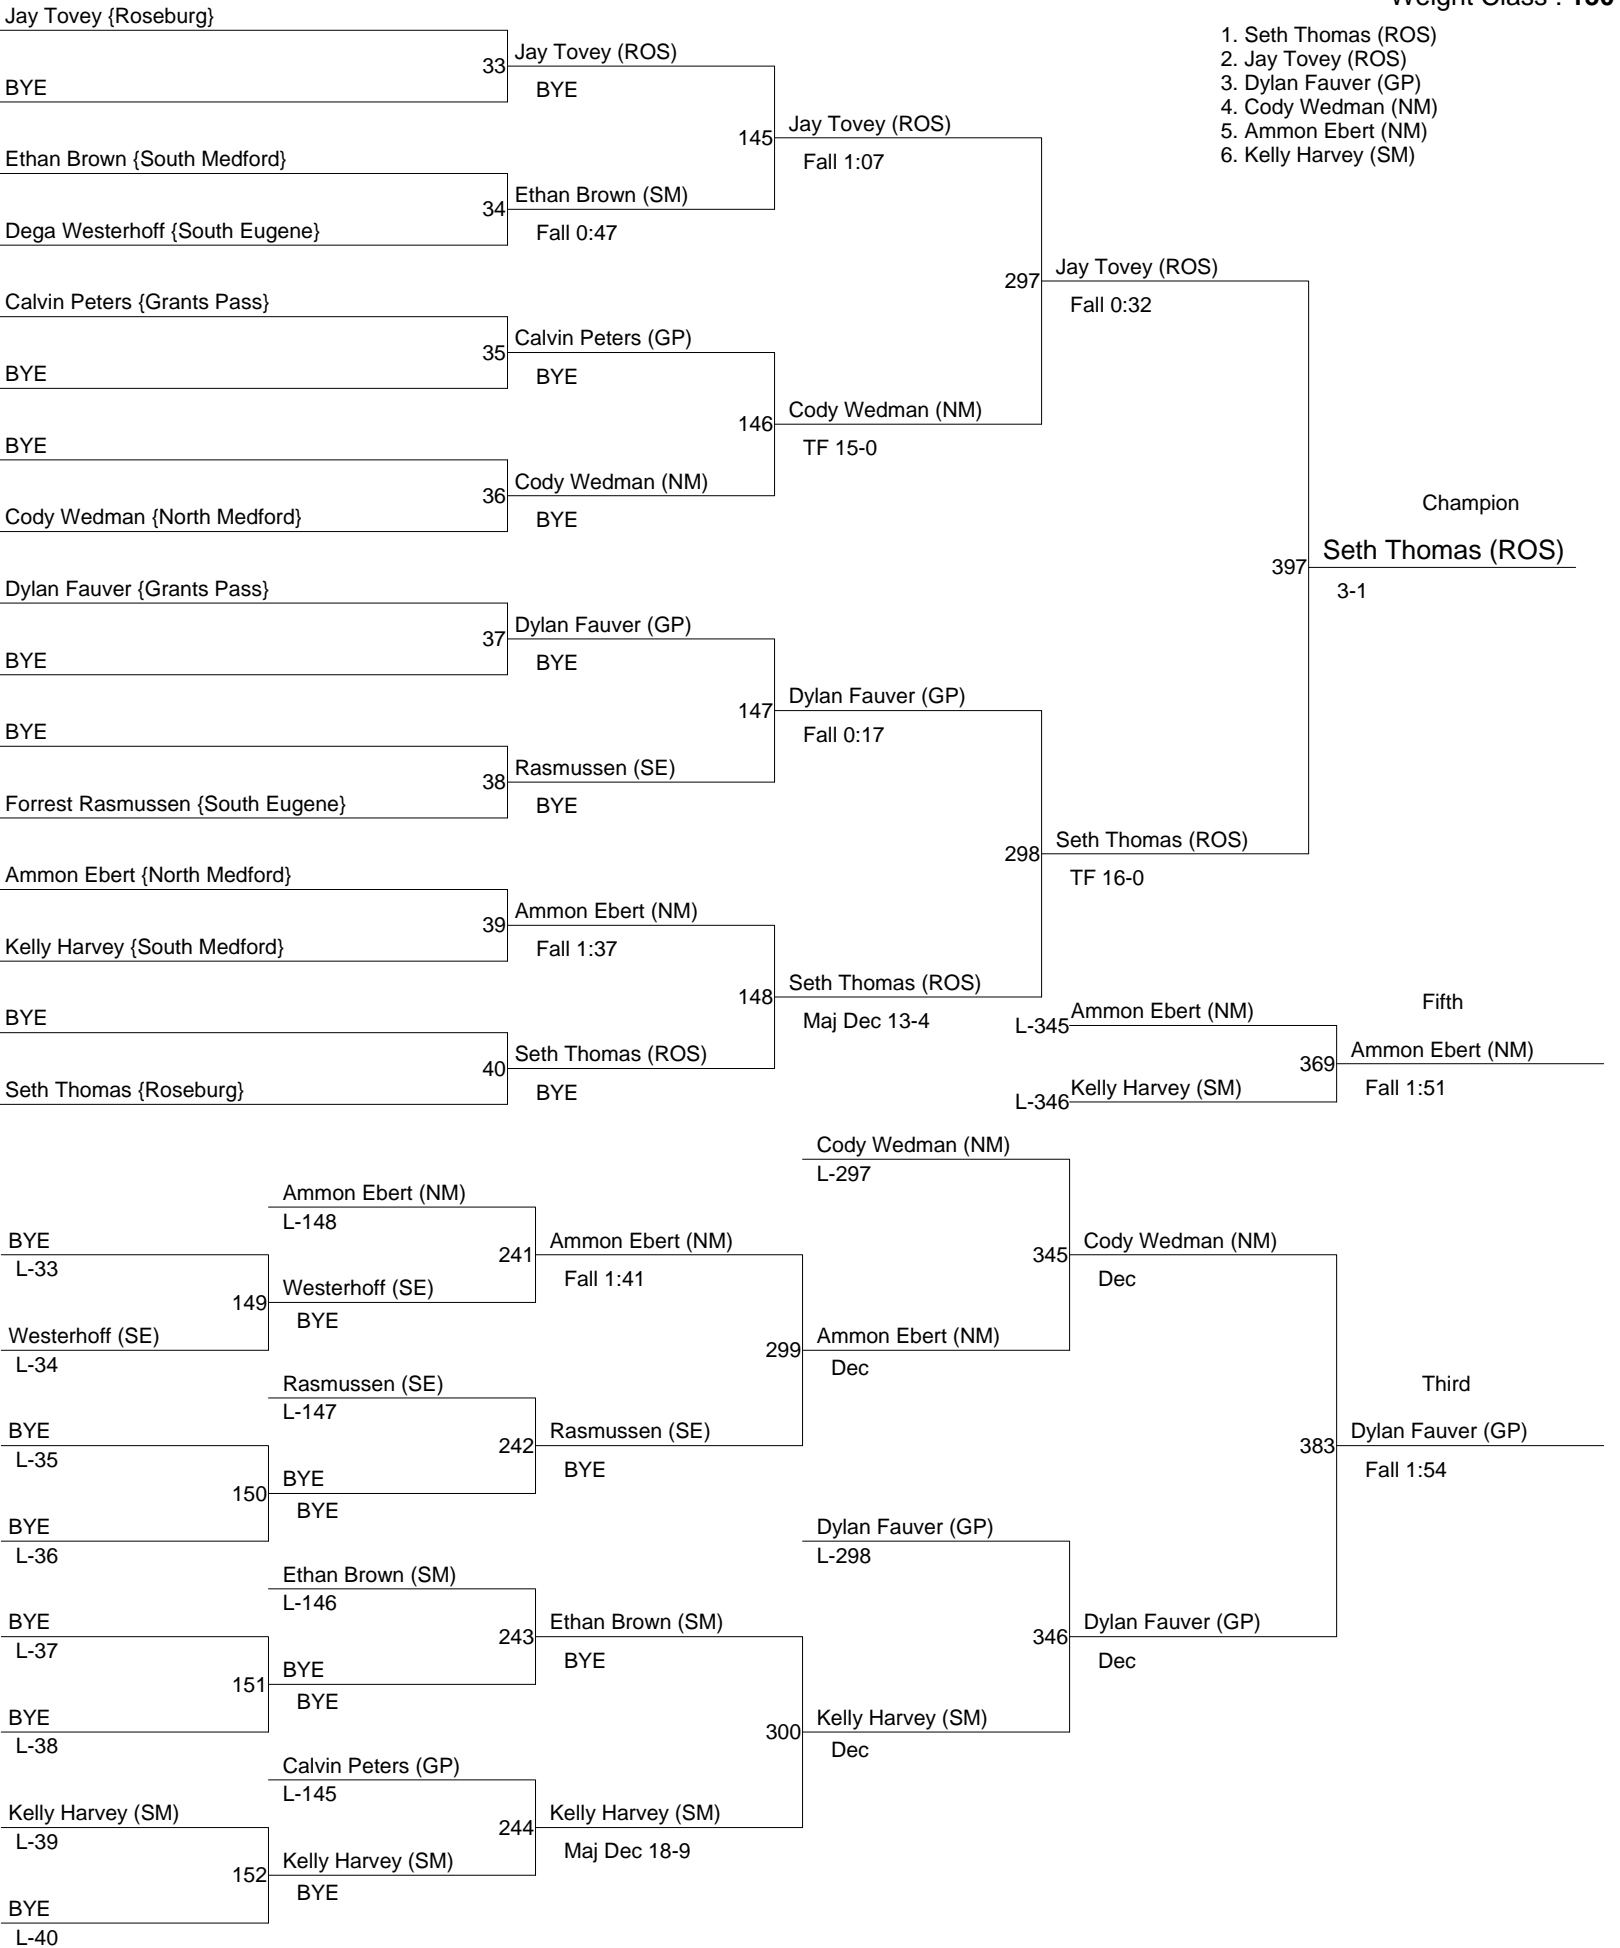 Weight Class :
1. Seth Thomas (ROS)
2. Jay Tovey (ROS)
3. Dylan Fauver (GP)
4. Cody Wedman (NM)
5. Ammon Ebert (NM)
6. Kelly Harvey (SM)
Jay Tovey {Roseburg}
BYE
Ethan Brown {South Medford}
Dega Westerhoff {South Eugene}
Calvin Peters {Grants Pass}
BYE
BYE
Cody Wedman {North Medford}
Dylan Fauver {Grants Pass}
BYE
BYE
Forrest Rasmussen {South Eugene}
Ammon Ebert {North Medford}
Kelly Harvey {South Medford}
BYE
Seth Thomas {Roseburg}
33
Jay Tovey (ROS)
BYE
34
Ethan Brown (SM)
Fall 0:47
35
Calvin Peters (GP)
BYE
36
Cody Wedman (NM)
BYE
37
Dylan Fauver (GP)
BYE
38
Rasmussen (SE)
BYE
39
Ammon Ebert (NM)
Fall 1:37
40
Seth Thomas (ROS)
BYE
145
Jay Tovey (ROS)
Fall 1:07
146
Cody Wedman (NM)
TF 15-0
147
Dylan Fauver (GP)
Fall 0:17
148
Seth Thomas (ROS)
Maj Dec 13-4
297
Jay Tovey (ROS)
Fall 0:32
298
Seth Thomas (ROS)
TF 16-0
Champion
397
Seth Thomas (ROS)
3-1
Fifth
L-345
Ammon Ebert (NM)
L-346
Kelly Harvey (SM)
369
Ammon Ebert (NM)
Fall 1:51
BYE
L-33
Westerhoff (SE)
L-34
BYE
L-35
BYE
L-36
BYE
L-37
BYE
L-38
Kelly Harvey (SM)
L-39
BYE
L-40
Ammon Ebert (NM)
L-148
149
Westerhoff (SE)
BYE
Rasmussen (SE)
L-147
150
BYE
BYE
Ethan Brown (SM)
L-146
151
BYE
BYE
Calvin Peters (GP)
L-145
152
Kelly Harvey (SM)
BYE
241
Ammon Ebert (NM)
Fall 1:41
242
Rasmussen (SE)
BYE
243
Ethan Brown (SM)
BYE
244
Kelly Harvey (SM)
Maj Dec 18-9
Cody Wedman (NM)
L-297
299
Ammon Ebert (NM)
Dec
Dylan Fauver (GP)
L-298
300
Kelly Harvey (SM)
Dec
345
Cody Wedman (NM)
Dec
346
Dylan Fauver (GP)
Dec
Third
383
Dylan Fauver (GP)
Fall 1:54